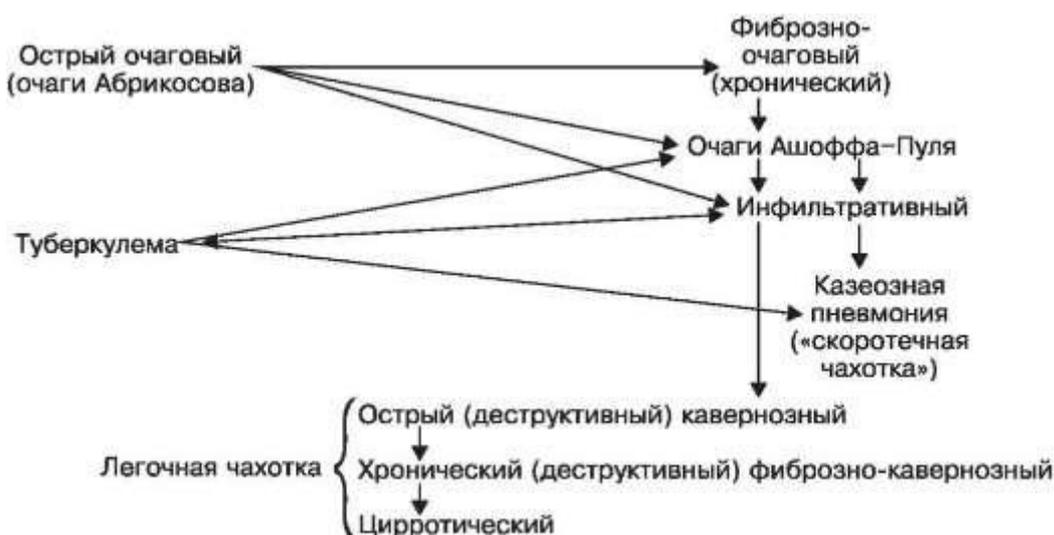 Острый очаговый
(очаги Абрикосова)
Фиброзно-
очаговый
(хронический)
Очаги Ашоффа–Пуля
Инфильтративный
Туберкулема
Казеозная
пневмония
(«скоротечная
чахотка»)
Острый (деструктивный) кавернозный
Легочная чахотка
Хронический (деструктивный) фиброзно-кавернозный
Цирротический